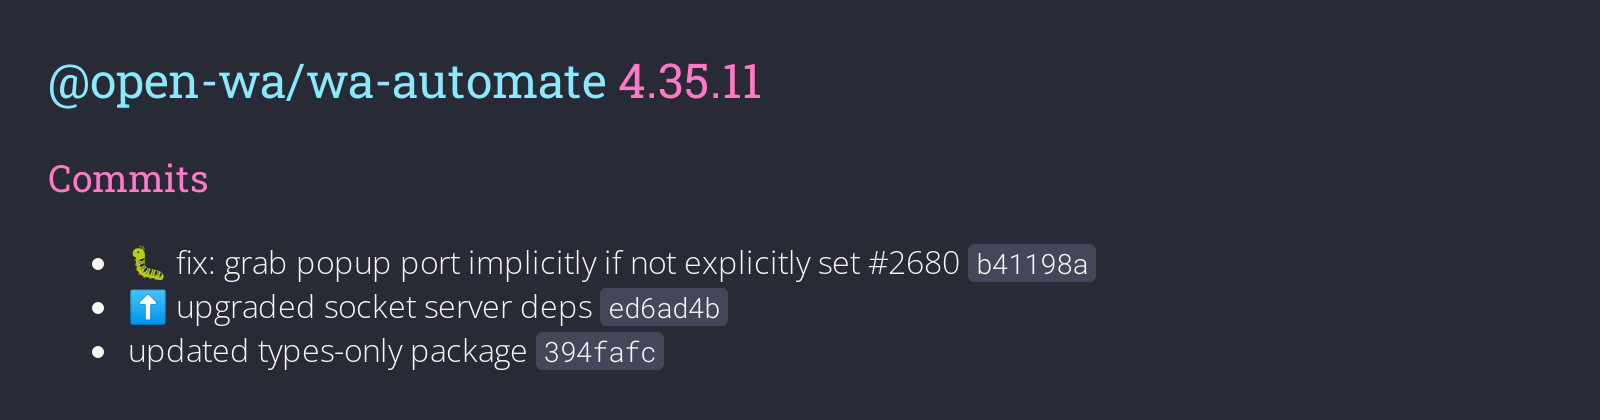 @open-wa/wa-automate 4.35.11
Commits
🐛 fix: grab popup port implicitly if not explicitly set #2680 b41198a
⬆️ upgraded socket server deps ed6ad4b
updated types-only package 394fafc